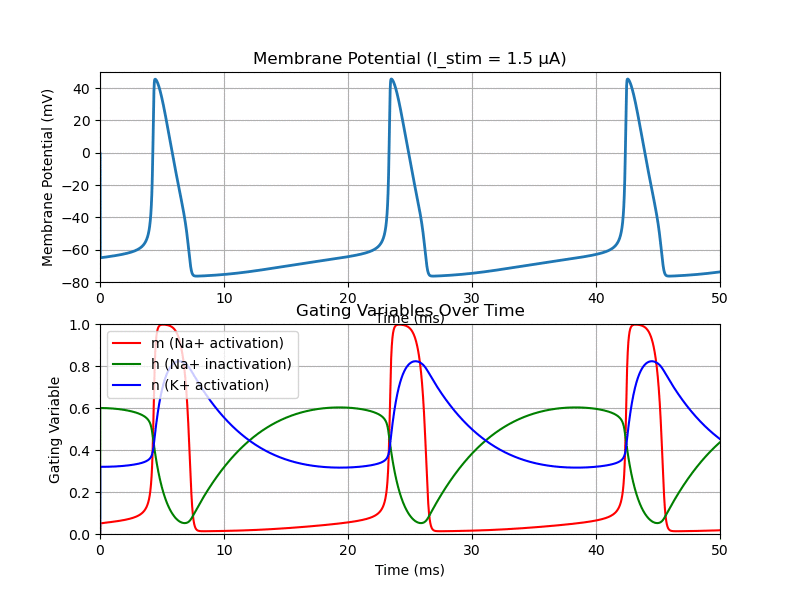 Membrane Potential (I_stim = 1.5 μA)
Membrane Potential (mV)
40
20
0
−20
−40
−60
−80
0 10 20 30 40 50
Time (ms)
Gating Variables Over Time
Gating Variable
1.0
0.8
0.6
0.4
0.2
0.0
m (Na+ activation)
h (Na+ inactivation)
n (K+ activation)
0 10 20 30 40 50
Time (ms)